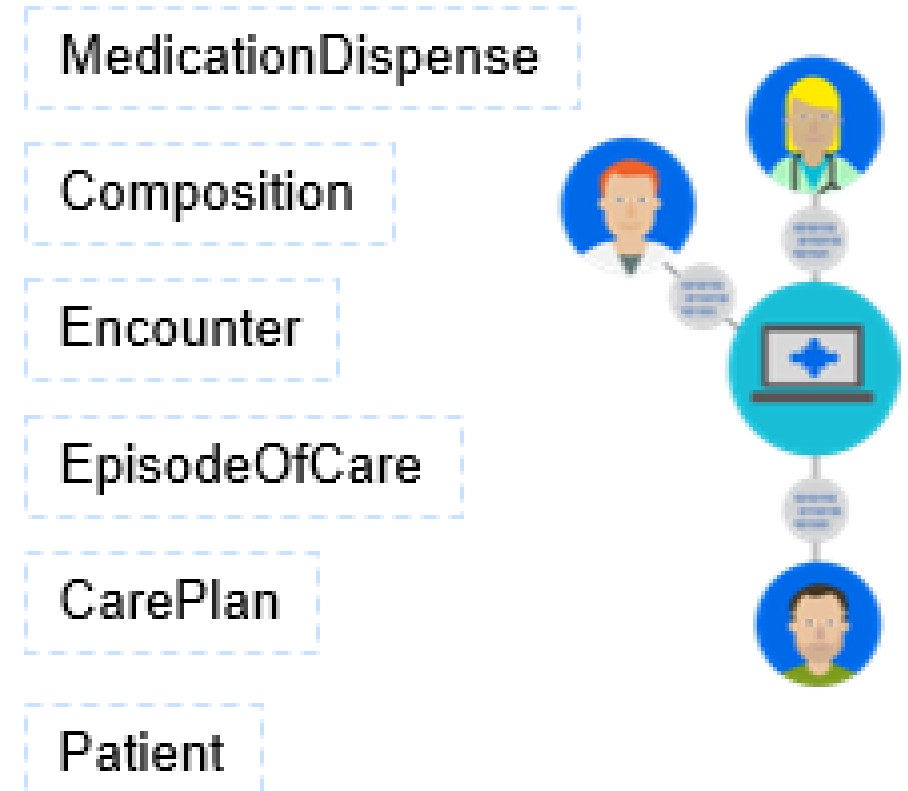 MedicationDispense
Composition
Encounter
EpisodeOfCare
CarePlan
Patient